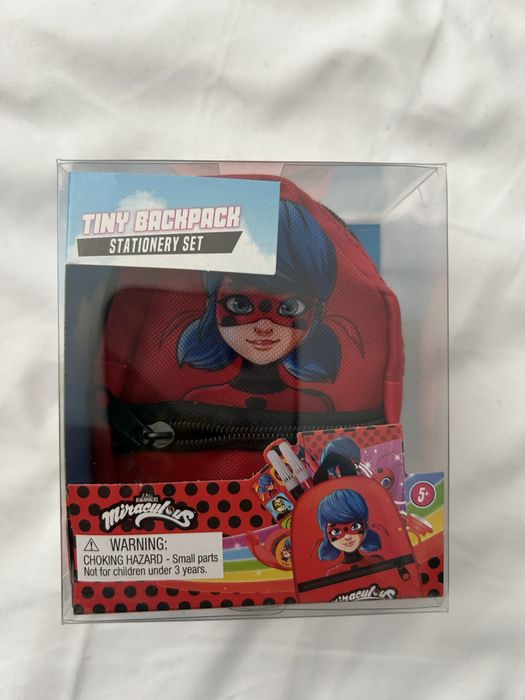 TINY BACKPACK
STATIONERY SET
5+
Miraculous
⚠ WARNING:
CHOKING HAZARD - Small parts
Not for children under 3 years.